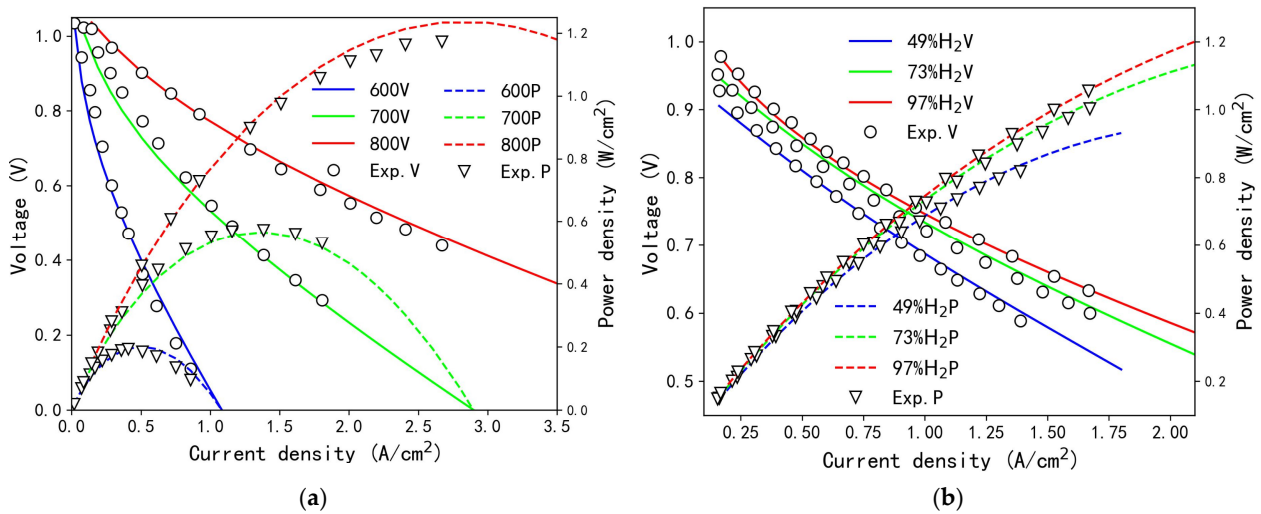 1.0
0.8
0.6
0.4
0.2
0.0
Voltage (V)
600V
700V
800V
Exp. V
600P
700P
800P
Exp. P
1.2
1.0
0.8
0.6
0.4
0.2
0.0
Power density (W/cm²)
0.0 0.5 1.0 1.5 2.0 2.5 3.0 3.5
Current density (A/cm²)
(a)
1.0
0.9
0.8
0.7
0.6
0.5
Voltage (V)
49%H₂V
73%H₂V
97%H₂V
Exp. V
49%H₂P
73%H₂P
97%H₂P
Exp. P
1.2
1.0
0.8
0.6
0.4
0.2
Power density (W/cm²)
0.25 0.50 0.75 1.00 1.25 1.50 1.75 2.00
Current density (A/cm²)
(b)